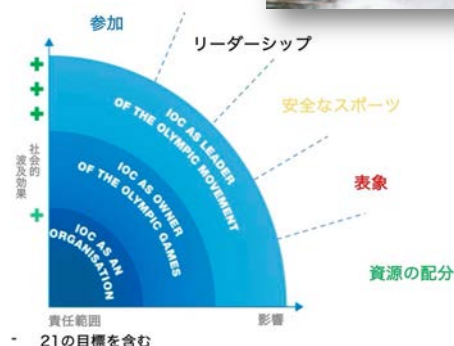 参加
リーダーシップ
安全なスポーツ
表象
資源の配分
社会的
波及効果
IOC AS LEADER
OF THE OLYMPIC MOVEMENT
IOC AS OWNER
OF THE OLYMPIC GAMES
IOC AS AN
ORGANISATION
責任範囲
影響
- 21の目標を含む